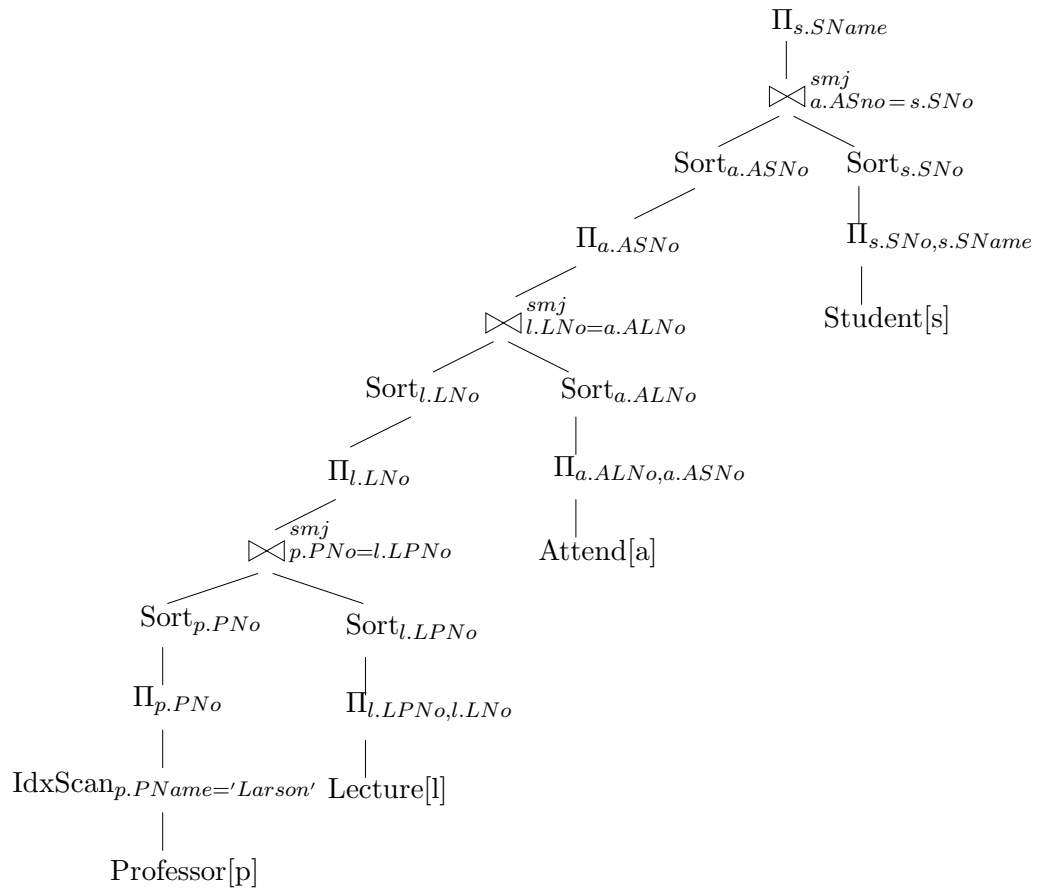 Π_{s.SName}
⋈^{smj}_{a.ASno = s.SNo}
Sort_{a.ASNo} Sort_{s.SNo}
Π_{a.ASNo} Π_{s.SNo,s.SName}
⋈^{smj}_{l.LNo=a.ALNo} Student[s]
Sort_{l.LNo} Sort_{a.ALNo}
Π_{l.LNo} Π_{a.ALNo,a.ASNo}
⋈^{smj}_{p.PNo=l.LPNo} Attend[a]
Sort_{p.PNo} Sort_{l.LPNo}
Π_{p.PNo} Π_{l.LPNo,l.LNo}
IdxScan_{p.PName='Larson'} Lecture[l]
Professor[p]